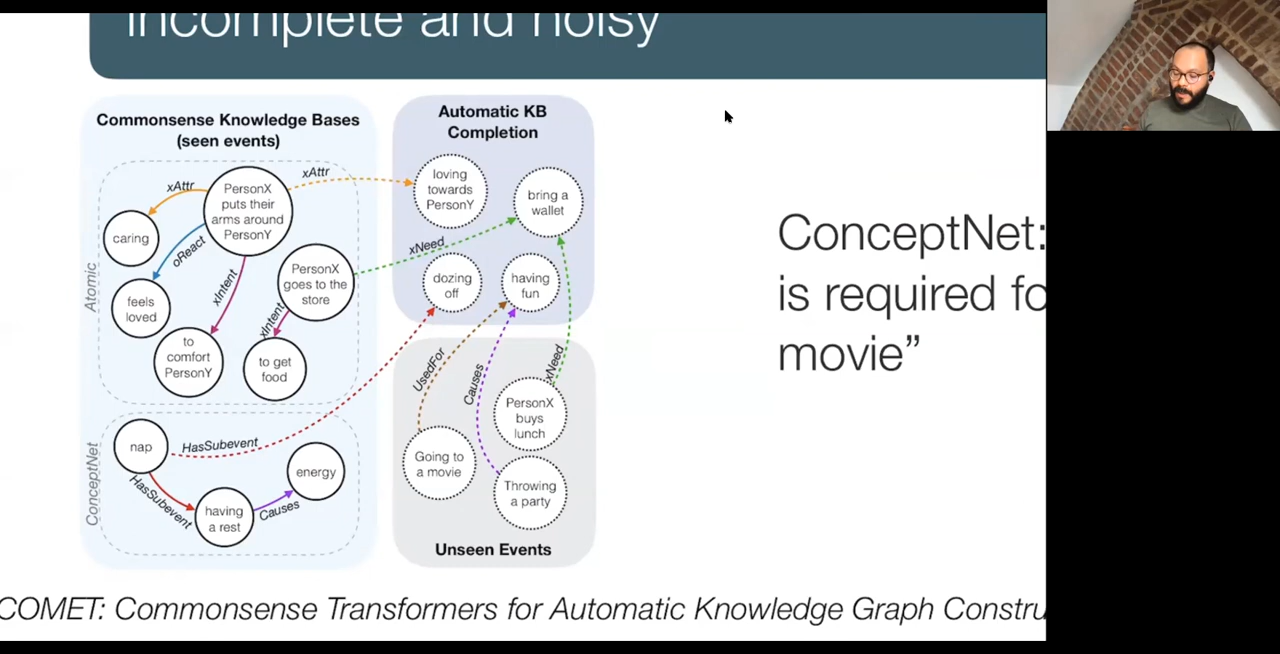 incomplete and noisy
Commonsense Knowledge Bases
(seen events)
Atomic
xAttr
PersonX
puts their
arms around
PersonY
caring
oReact
feels
loved
xIntent
to
comfort
PersonY
PersonX
goes to the
store
xIntent
to get
food
xAttr
xNeed
ConceptNet
nap
HasSubevent
HasSubevent
having
a rest
Causes
energy
Automatic KB
Completion
loving
towards
PersonY
bring a
wallet
dozing
off
having
fun
UsedFor
Causes
xNeed
PersonX
buys
lunch
Going to
a movie
Throwing
a party
Unseen Events
ConceptNet:
is required fo
movie”
COMET: Commonsense Transformers for Automatic Knowledge Graph Constru